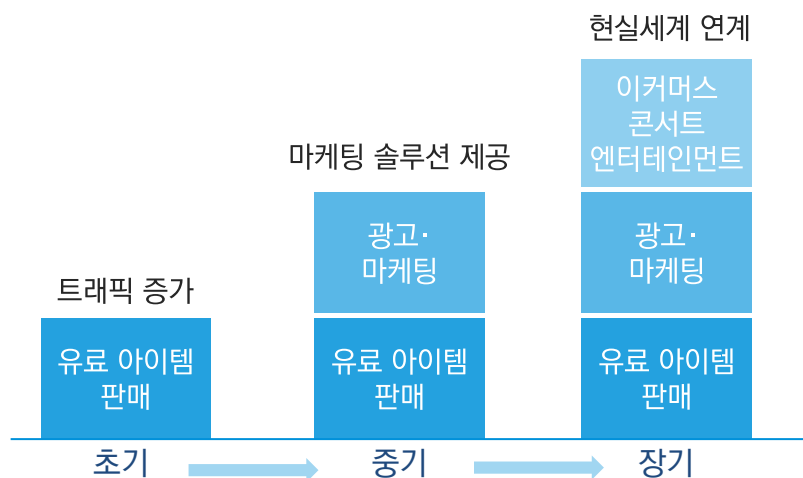 현실세계 연계
이커머스
콘서트
엔터테인먼트
마케팅 솔루션 제공
광고·
마케팅
광고·
마케팅
트래픽 증가
유료 아이템
판매
유료 아이템
판매
유료 아이템
판매
초기
중기
장기